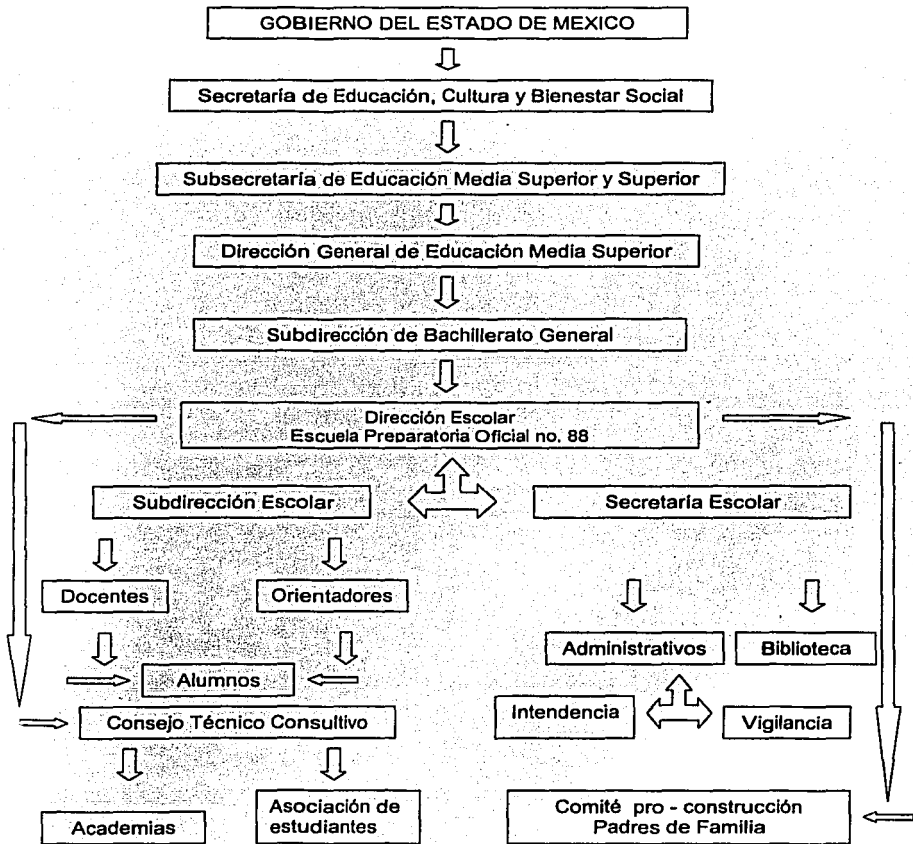 GOBIERNO DEL ESTADO DE MEXICO
Secretaría de Educación, Cultura y Bienestar Social
Subsecretaría de Educación Media Superior y Superior
Dirección General de Educación Media Superior
Subdirección de Bachillerato General
Dirección Escolar
Escuela Preparatoria Oficial no. 88
Subdirección Escolar
Secretaria Escolar
Docentes
Orientadores
Administrativos
Biblioteca
Alumnos
Intendencia
Vigilancia
Consejo Técnico Consultivo
Academias
Asociación de
estudiantes
Comité pro - construcción
Padres de Familia